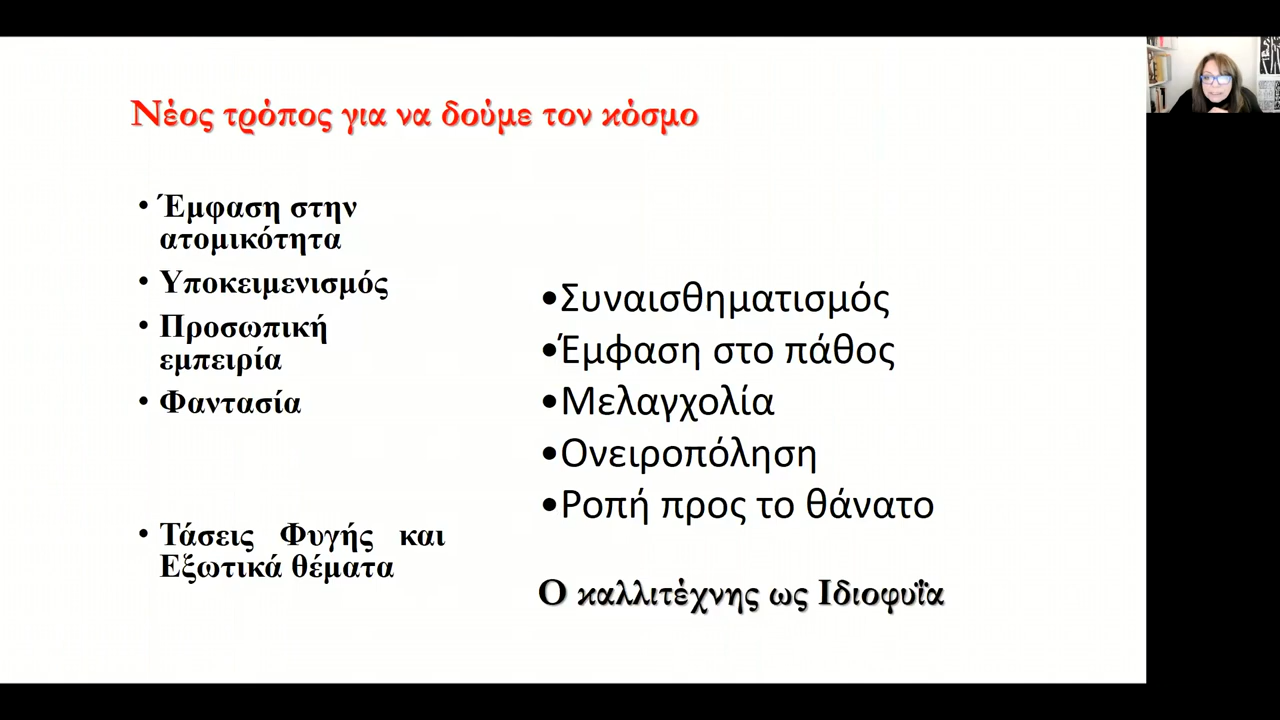 Νέος τρόπος για να δούμε τον κόσμο
• Έμφαση στην
ατομικότητα
• Υποκειμενισμός
• Προσωπική
εμπειρία
• Φαντασία
• Τάσεις Φυγής και
Εξωτικά θέματα
•Συναισθηματισμός
•Έμφαση στο πάθος
•Μελαγχολία
•Ονειροπόληση
•Ροπή προς το θάνατο
Ο καλλιτέχνης ως Ιδιοφυΐα